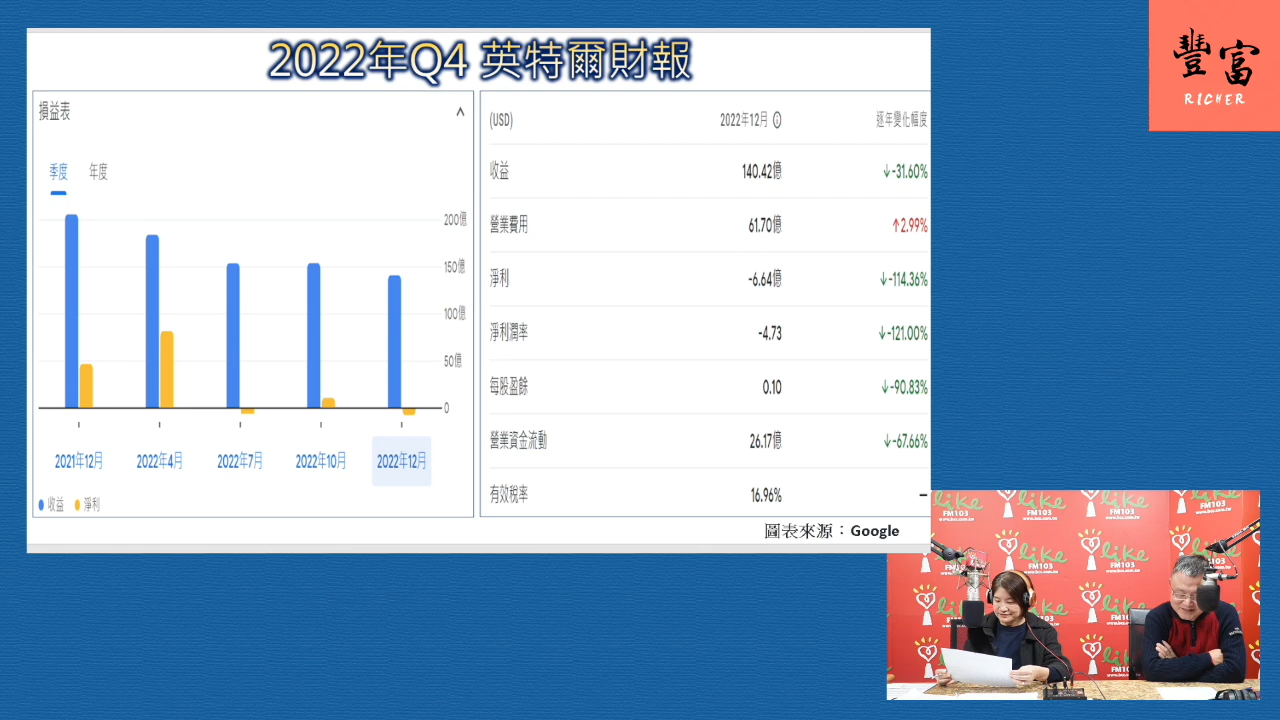 2022年Q4 英特爾財報
豐富
RICHER
損益表
季度 年度
200億
150億
100億
50億
0
2021年12月 2022年4月 2022年7月 2022年10月 2022年12月
收益 淨利
(USD) 2022年12月 逐年變化幅度
收益 140.42億 ↓-31.60%
營業費用 61.70億 ↑2.99%
淨利 -6.64億 ↓-114.36%
淨利潤率 -4.73 ↓-121.00%
每股盈餘 0.10 ↓-90.83%
營業資金流動 26.17億 ↓-67.66%
有效稅率 16.96% –
圖表來源：Google
like
FM103
www.bcc.com.tw